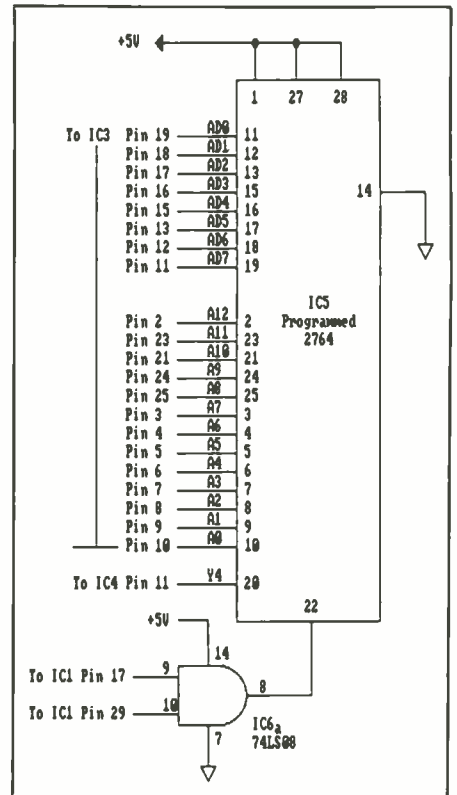 +5V
1 27 28
To IC3 Pin 19 AD0 11
Pin 18 AD1 12
Pin 17 AD2 13
Pin 16 AD3 15
Pin 15 AD4 16
Pin 13 AD5 17
Pin 12 AD6 18
Pin 11 AD7 19
14
IC5
Programmed
2764
Pin 2 A12 2
Pin 23 A11 23
Pin 21 A10 21
Pin 24 A9 24
Pin 25 A8 25
Pin 3 A7 3
Pin 4 A6 4
Pin 5 A5 5
Pin 6 A4 6
Pin 7 A3 7
Pin 8 A2 8
Pin 9 A1 9
Pin 10 A0 10
To IC4 Pin 11 Y4 20
22
+5V
14
To IC1 Pin 17 9
8
To IC1 Pin 29 10
7
IC6a
74LS08